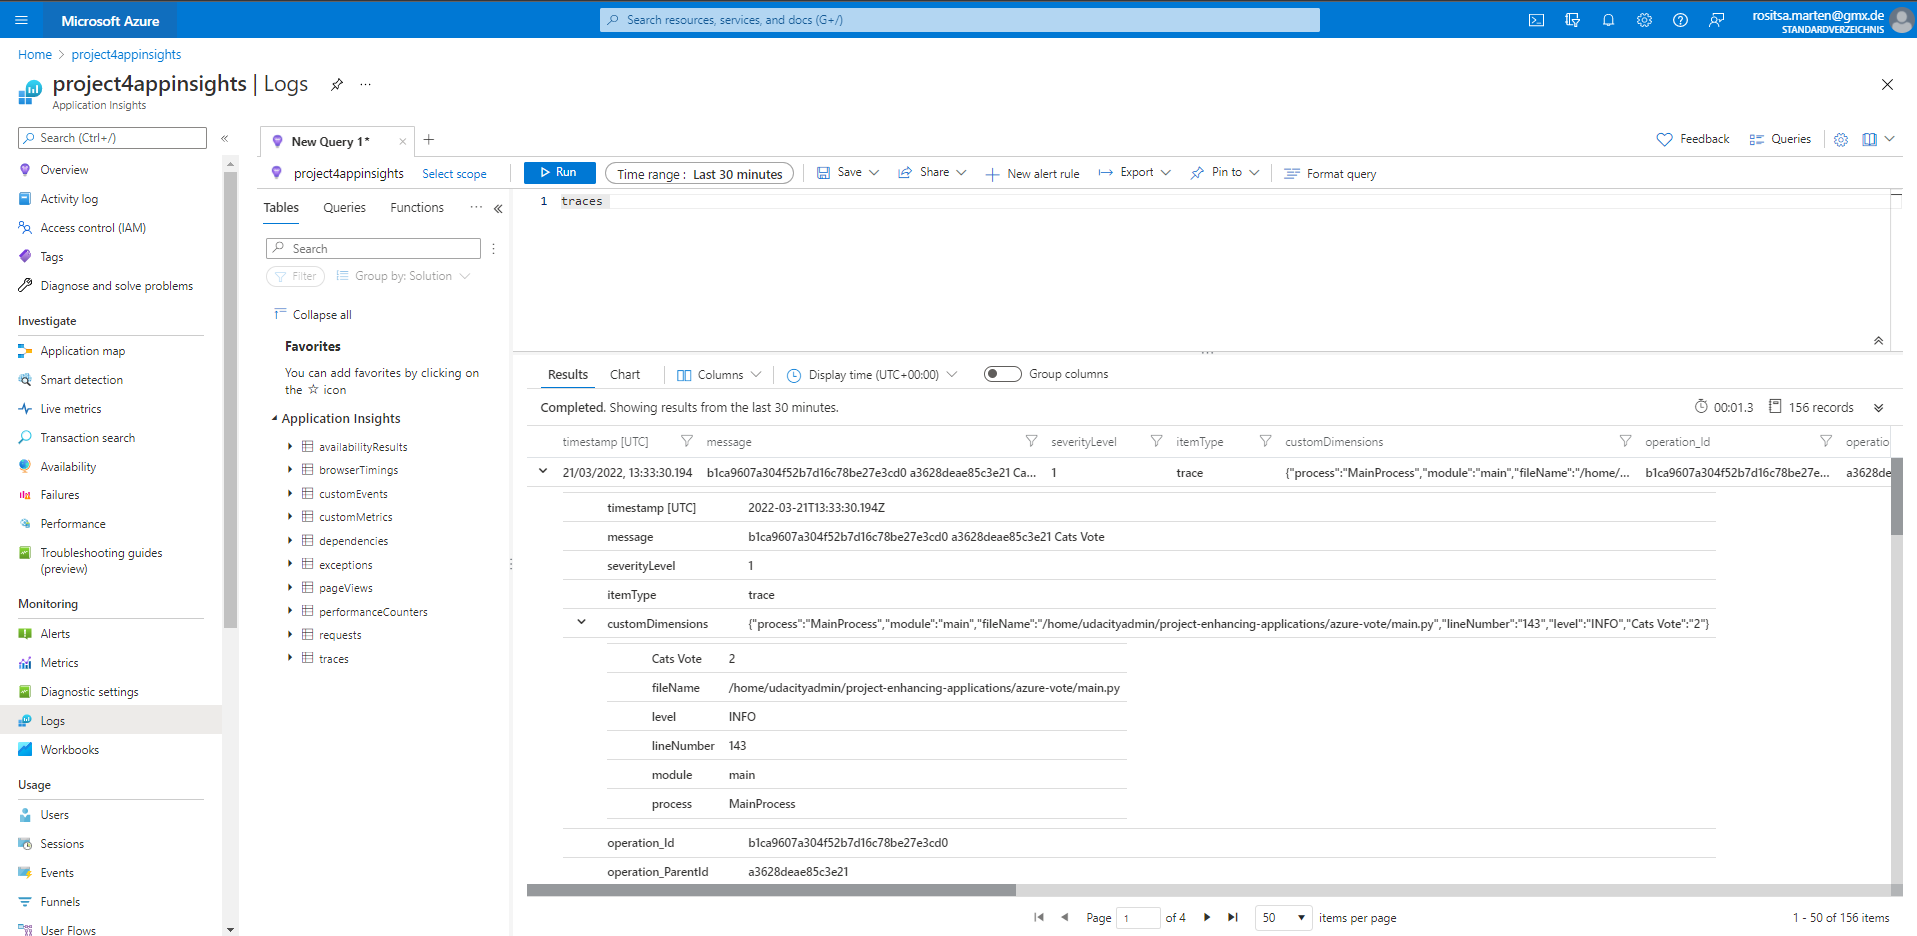 Microsoft Azure
Search resources, services, and docs (G+/)
rositsa.marten@gmx.de
STANDARDVERZEICHNIS
Home > project4appinsights
project4appinsights | Logs
Application Insights
Search (Ctrl+/)
Overview
Activity log
Access control (IAM)
Tags
Diagnose and solve problems
Investigate
Application map
Smart detection
Live metrics
Transaction search
Availability
Failures
Performance
Troubleshooting guides
(preview)
Monitoring
Alerts
Metrics
Diagnostic settings
Logs
Workbooks
Usage
Users
Sessions
Events
Funnels
User Flows
New Query 1*
Feedback
Queries
project4appinsights
Select scope
Run
Time range : Last 30 minutes
Save
Share
New alert rule
Export
Pin to
Format query
Tables
Queries
Functions
Search
Filter
Group by: Solution
Collapse all
Favorites
You can add favorites by clicking on
the ☆ icon
Application Insights
availabilityResults
browserTimings
customEvents
customMetrics
dependencies
exceptions
pageViews
performanceCounters
requests
traces
1 traces
Results
Chart
Columns
Display time (UTC+00:00)
Group columns
Completed. Showing results from the last 30 minutes.
00:01.3
156 records
timestamp [UTC] message severityLevel itemType customDimensions operation_Id operatio
21/03/2022, 13:33:30.194 b1ca9607a304f52b7d16c78be27e3cd0 a3628deae85c3e21 Ca... 1 trace {"process":"MainProcess","module":"main","fileName":"/home/... b1ca9607a304f52b7d16c78be27e... a3628de
timestamp [UTC] 2022-03-21T13:33:30.194Z
message b1ca9607a304f52b7d16c78be27e3cd0 a3628deae85c3e21 Cats Vote
severityLevel 1
itemType trace
customDimensions {"process":"MainProcess","module":"main","fileName":"/home/udacityadmin/project-enhancing-applications/azure-vote/main.py","lineNumber":"143","level":"INFO","Cats Vote":"2"}
Cats Vote 2
fileName /home/udacityadmin/project-enhancing-applications/azure-vote/main.py
level INFO
lineNumber 143
module main
process MainProcess
operation_Id b1ca9607a304f52b7d16c78be27e3cd0
operation_ParentId a3628deae85c3e21
Page 1 of 4
50 items per page
1 - 50 of 156 items